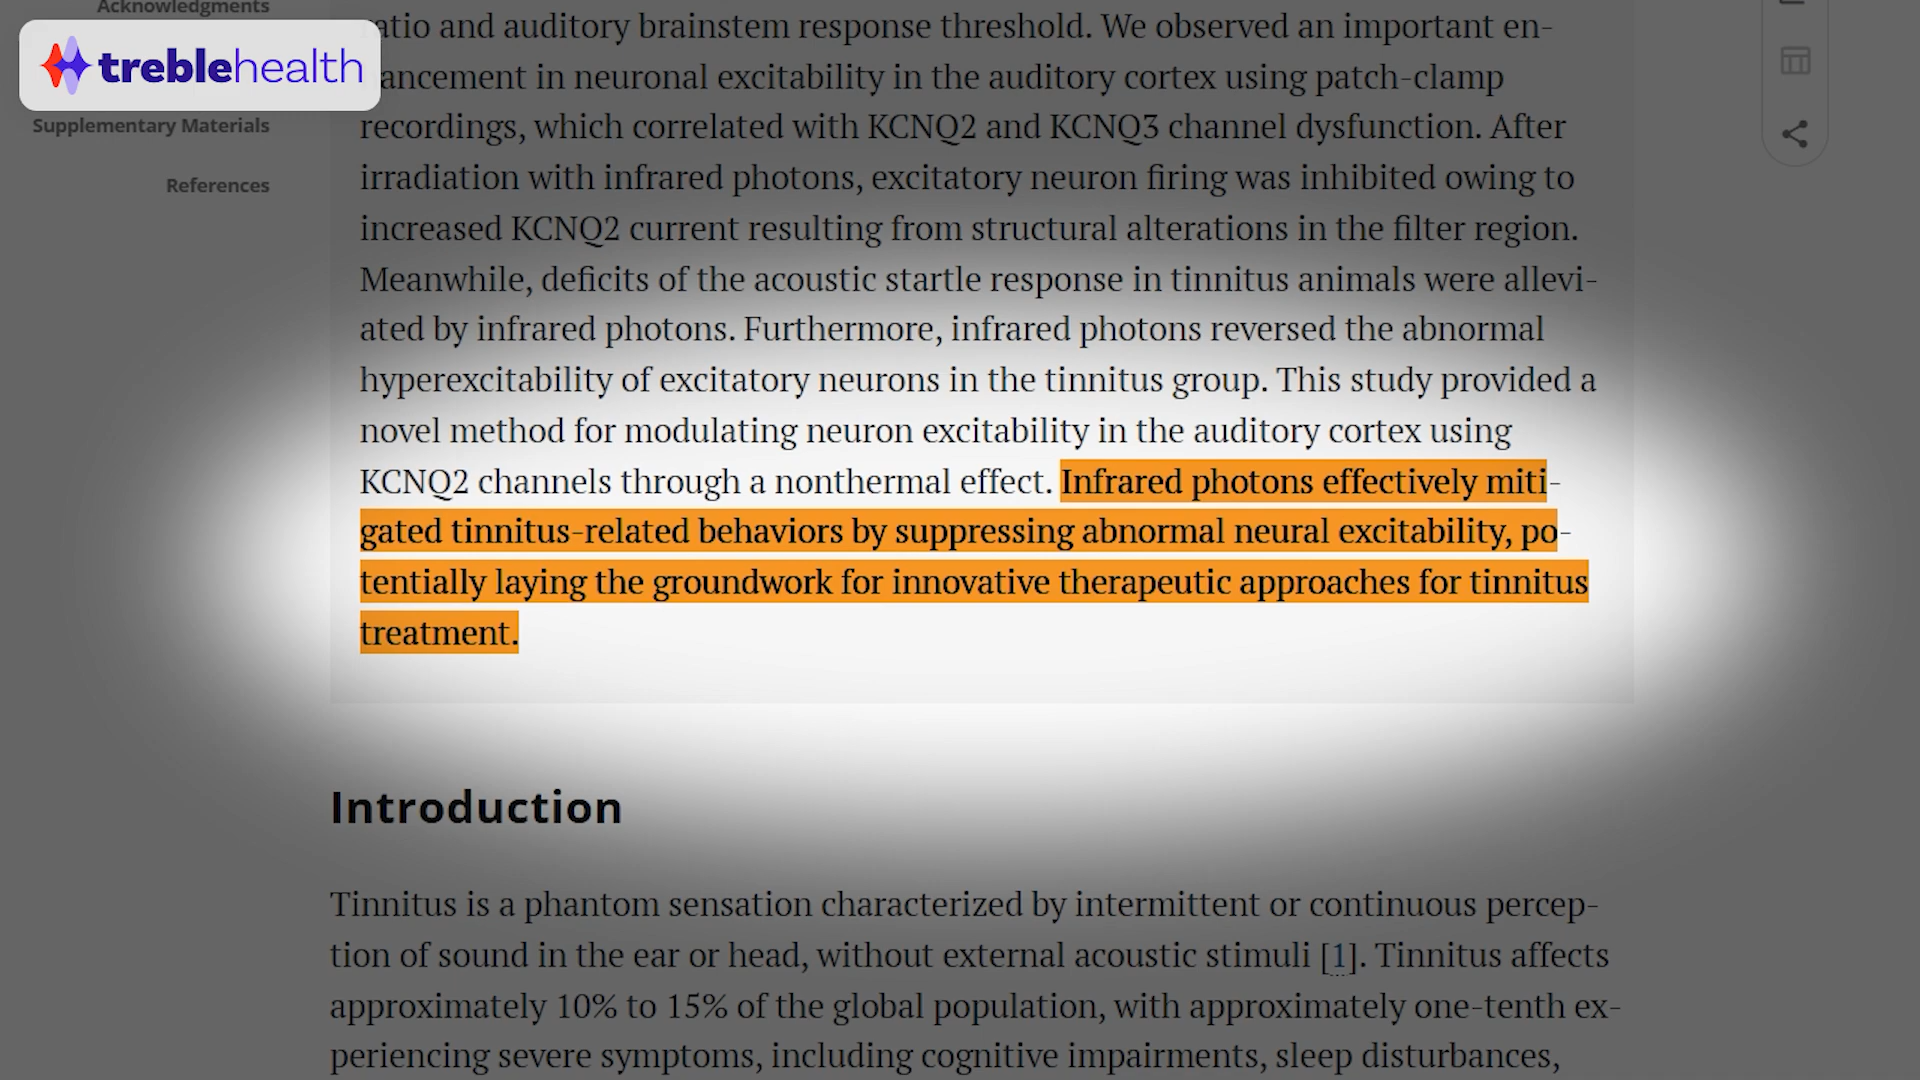 Acknowledgments
treblehealth
Supplementary Materials
References
ratio and auditory brainstem response threshold. We observed an important en-
ancement in neuronal excitability in the auditory cortex using patch-clamp
recordings, which correlated with KCNQ2 and KCNQ3 channel dysfunction. After
irradiation with infrared photons, excitatory neuron firing was inhibited owing to
increased KCNQ2 current resulting from structural alterations in the filter region.
Meanwhile, deficits of the acoustic startle response in tinnitus animals were allevi-
ated by infrared photons. Furthermore, infrared photons reversed the abnormal
hyperexcitability of excitatory neurons in the tinnitus group. This study provided a
novel method for modulating neuron excitability in the auditory cortex using
KCNQ2 channels through a nonthermal effect. Infrared photons effectively miti-
gated tinnitus-related behaviors by suppressing abnormal neural excitability, po-
tentially laying the groundwork for innovative therapeutic approaches for tinnitus
treatment.
Introduction
Tinnitus is a phantom sensation characterized by intermittent or continuous percep-
tion of sound in the ear or head, without external acoustic stimuli [1]. Tinnitus affects
approximately 10% to 15% of the global population, with approximately one-tenth ex-
periencing severe symptoms, including cognitive impairments, sleep disturbances,